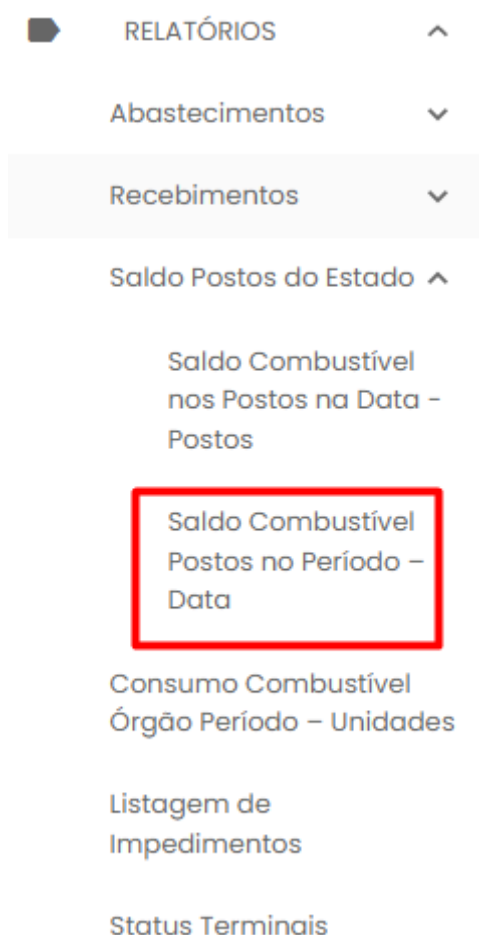 RELATÓRIOS
Abastecimentos
Recebimentos
Saldo Postos do Estado
Saldo Combustível
nos Postos na Data -
Postos
Saldo Combustível
Postos no Período –
Data
Consumo Combustível
Órgão Período – Unidades
Listagem de
Impedimentos
Status Terminais